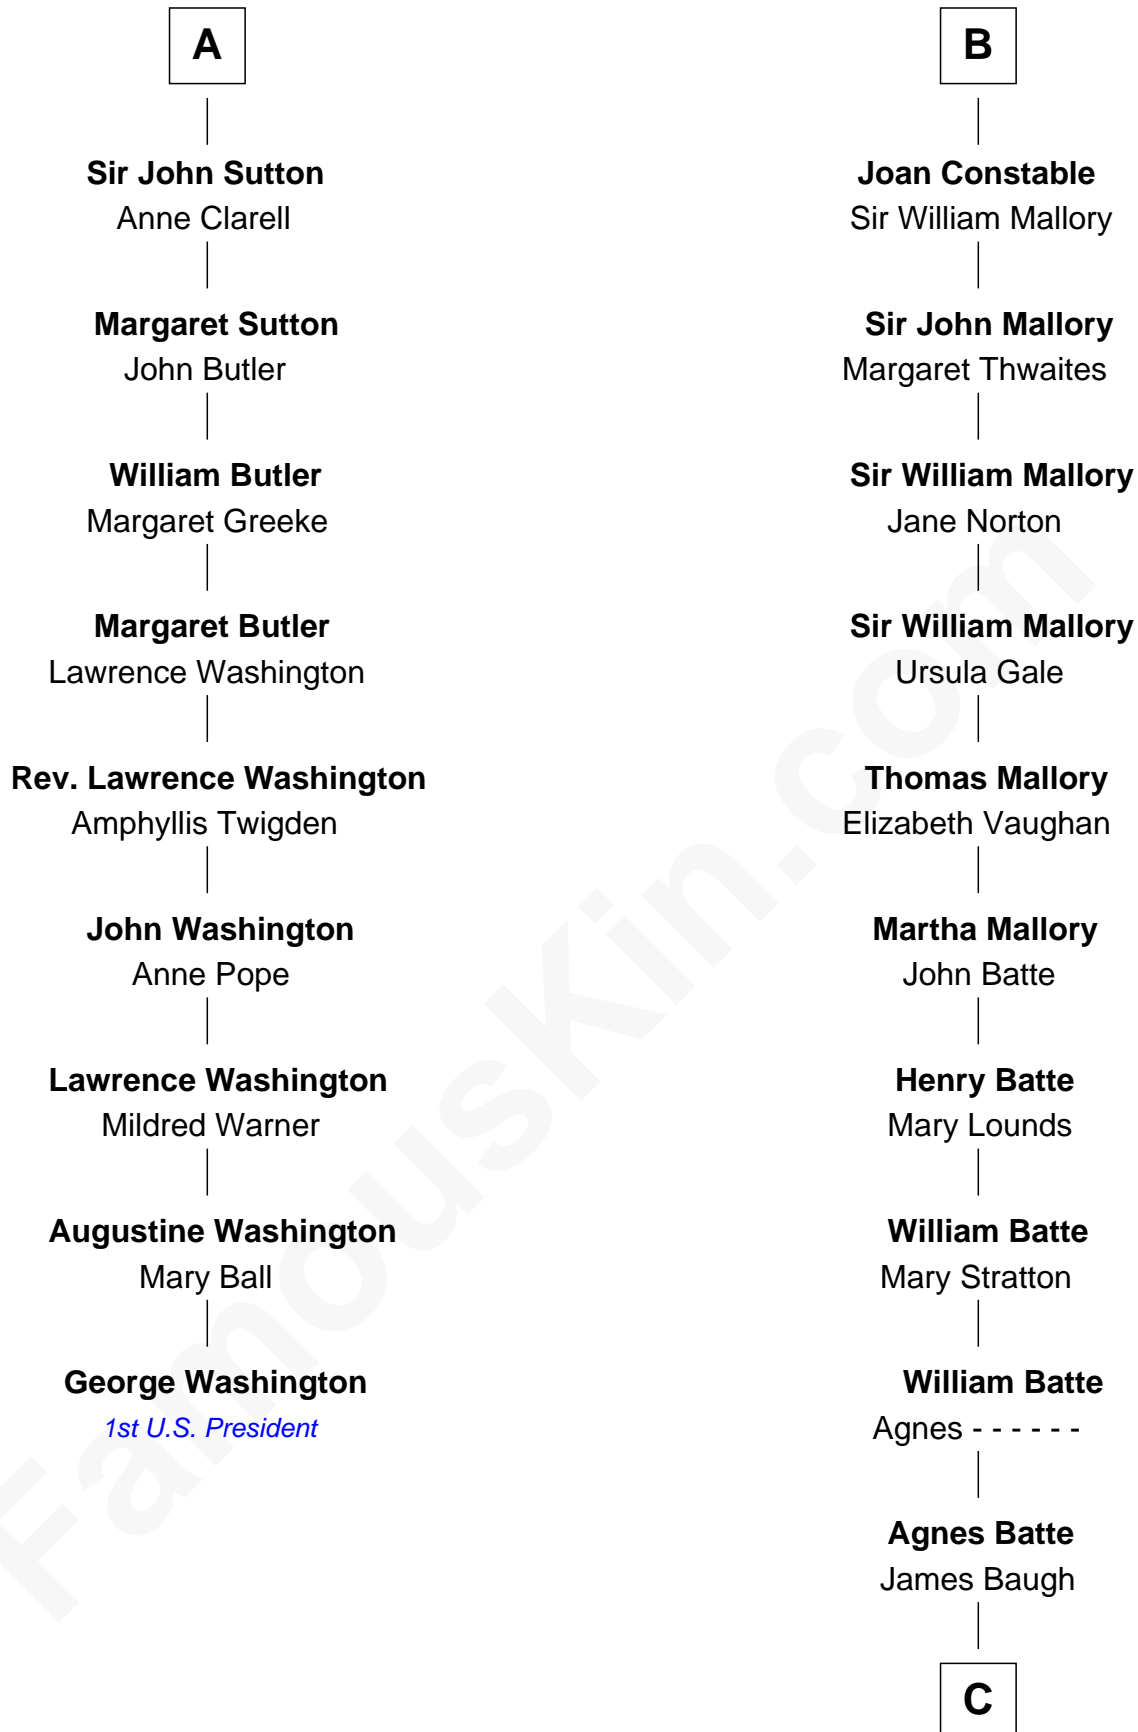 A
Sir John Sutton
Anne Clarell
Margaret Sutton
John Butler
William Butler
Margaret Greeke
Margaret Butler
Lawrence Washington
Rev. Lawrence Washington
Amphyllis Twigden
John Washington
Anne Pope
Lawrence Washington
Mildred Warner
Augustine Washington
Mary Ball
George Washington
1st U.S. President
B
Joan Constable
Sir William Mallory
Sir John Mallory
Margaret Thwaites
Sir William Mallory
Jane Norton
Sir William Mallory
Ursula Gale
Thomas Mallory
Elizabeth Vaughan
Martha Mallory
John Batte
Henry Batte
Mary Lounds
William Batte
Mary Stratton
William Batte
Agnes - - - - - -
Agnes Batte
James Baugh
C
FamousKin.com